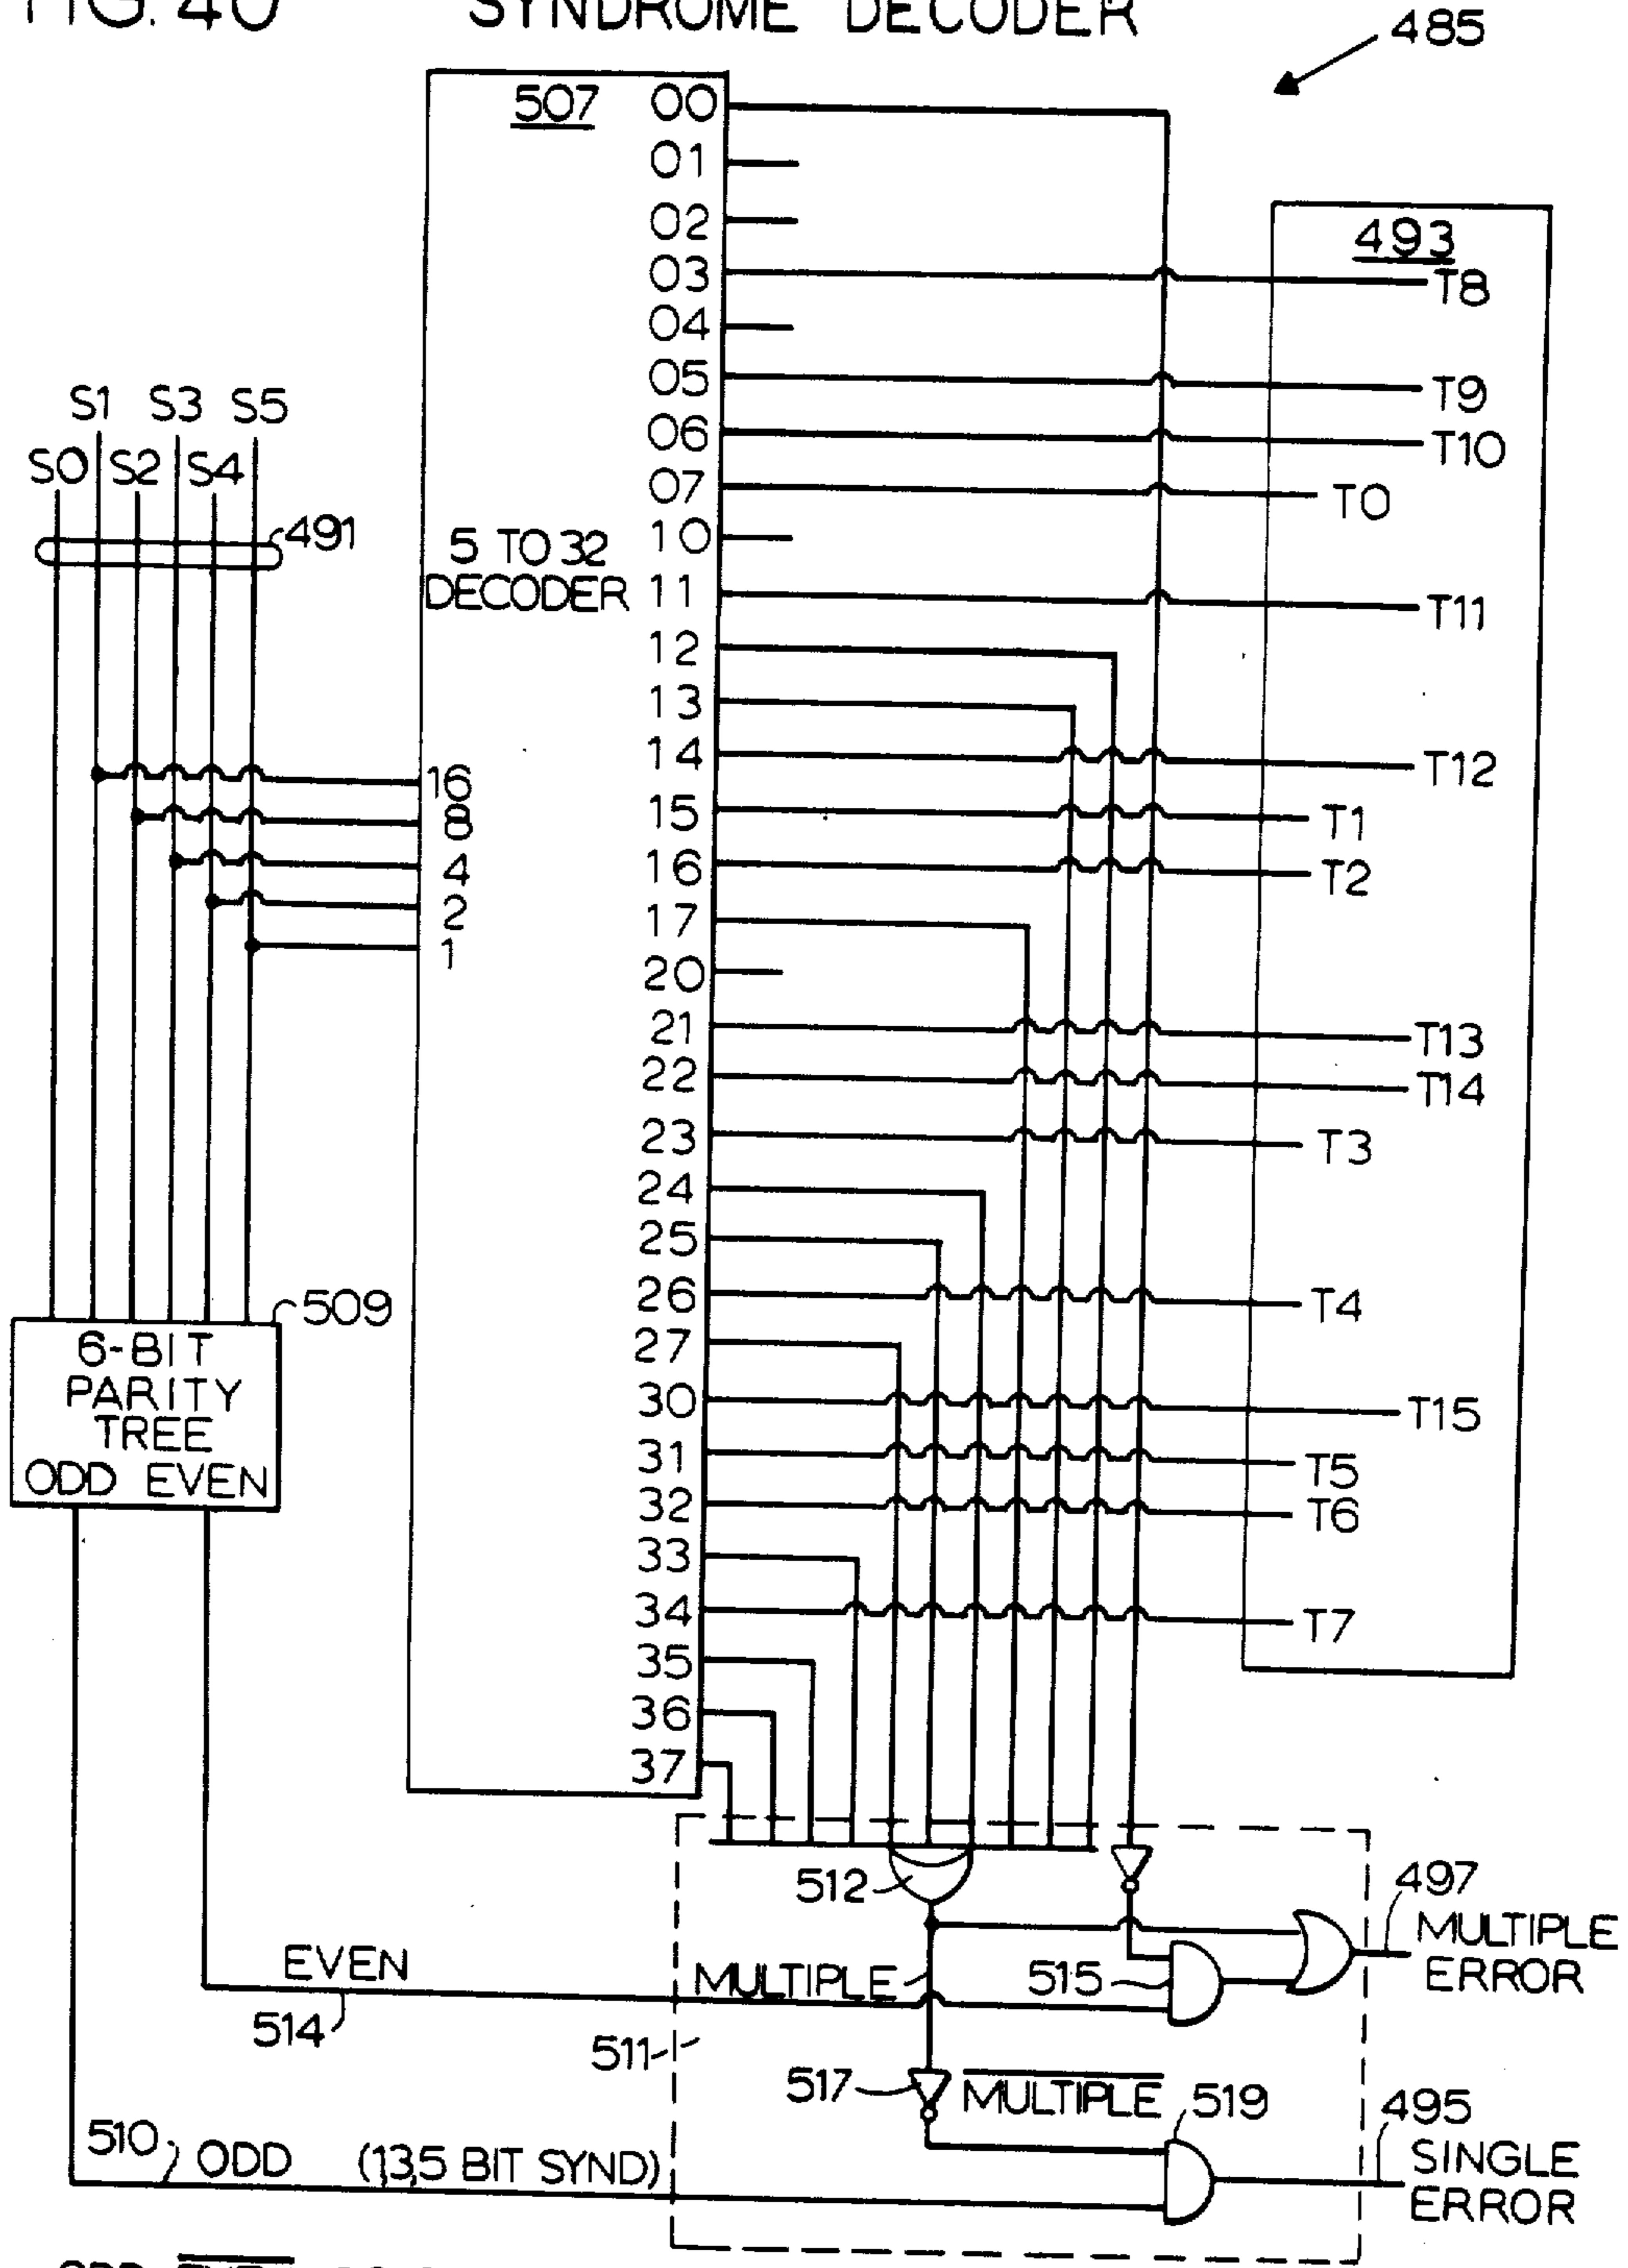 FIG. 40 SYNDROME DECODER
485
507
00
01
02
03
04
05
06
07
10
11
12
13
14
15
16
17
20
21
22
23
24
25
26
27
30
31
32
33
34
35
36
37
5 TO 32
DECODER
493
T8
T9
T10
T0
T11
T12
T1
T2
T13
T14
T3
T4
T15
T5
T6
T7
S1 S3 S5
S0 S2 S4
491
16
8
4
2
1
509
6-BIT
PARITY
TREE
ODD EVEN
512
497
MULTIPLE
ERROR
EVEN
MULTIPLE
515
514
511
517
MULTIPLE
519
495
SINGLE
ERROR
510
ODD (1,3,5 BIT SYND)